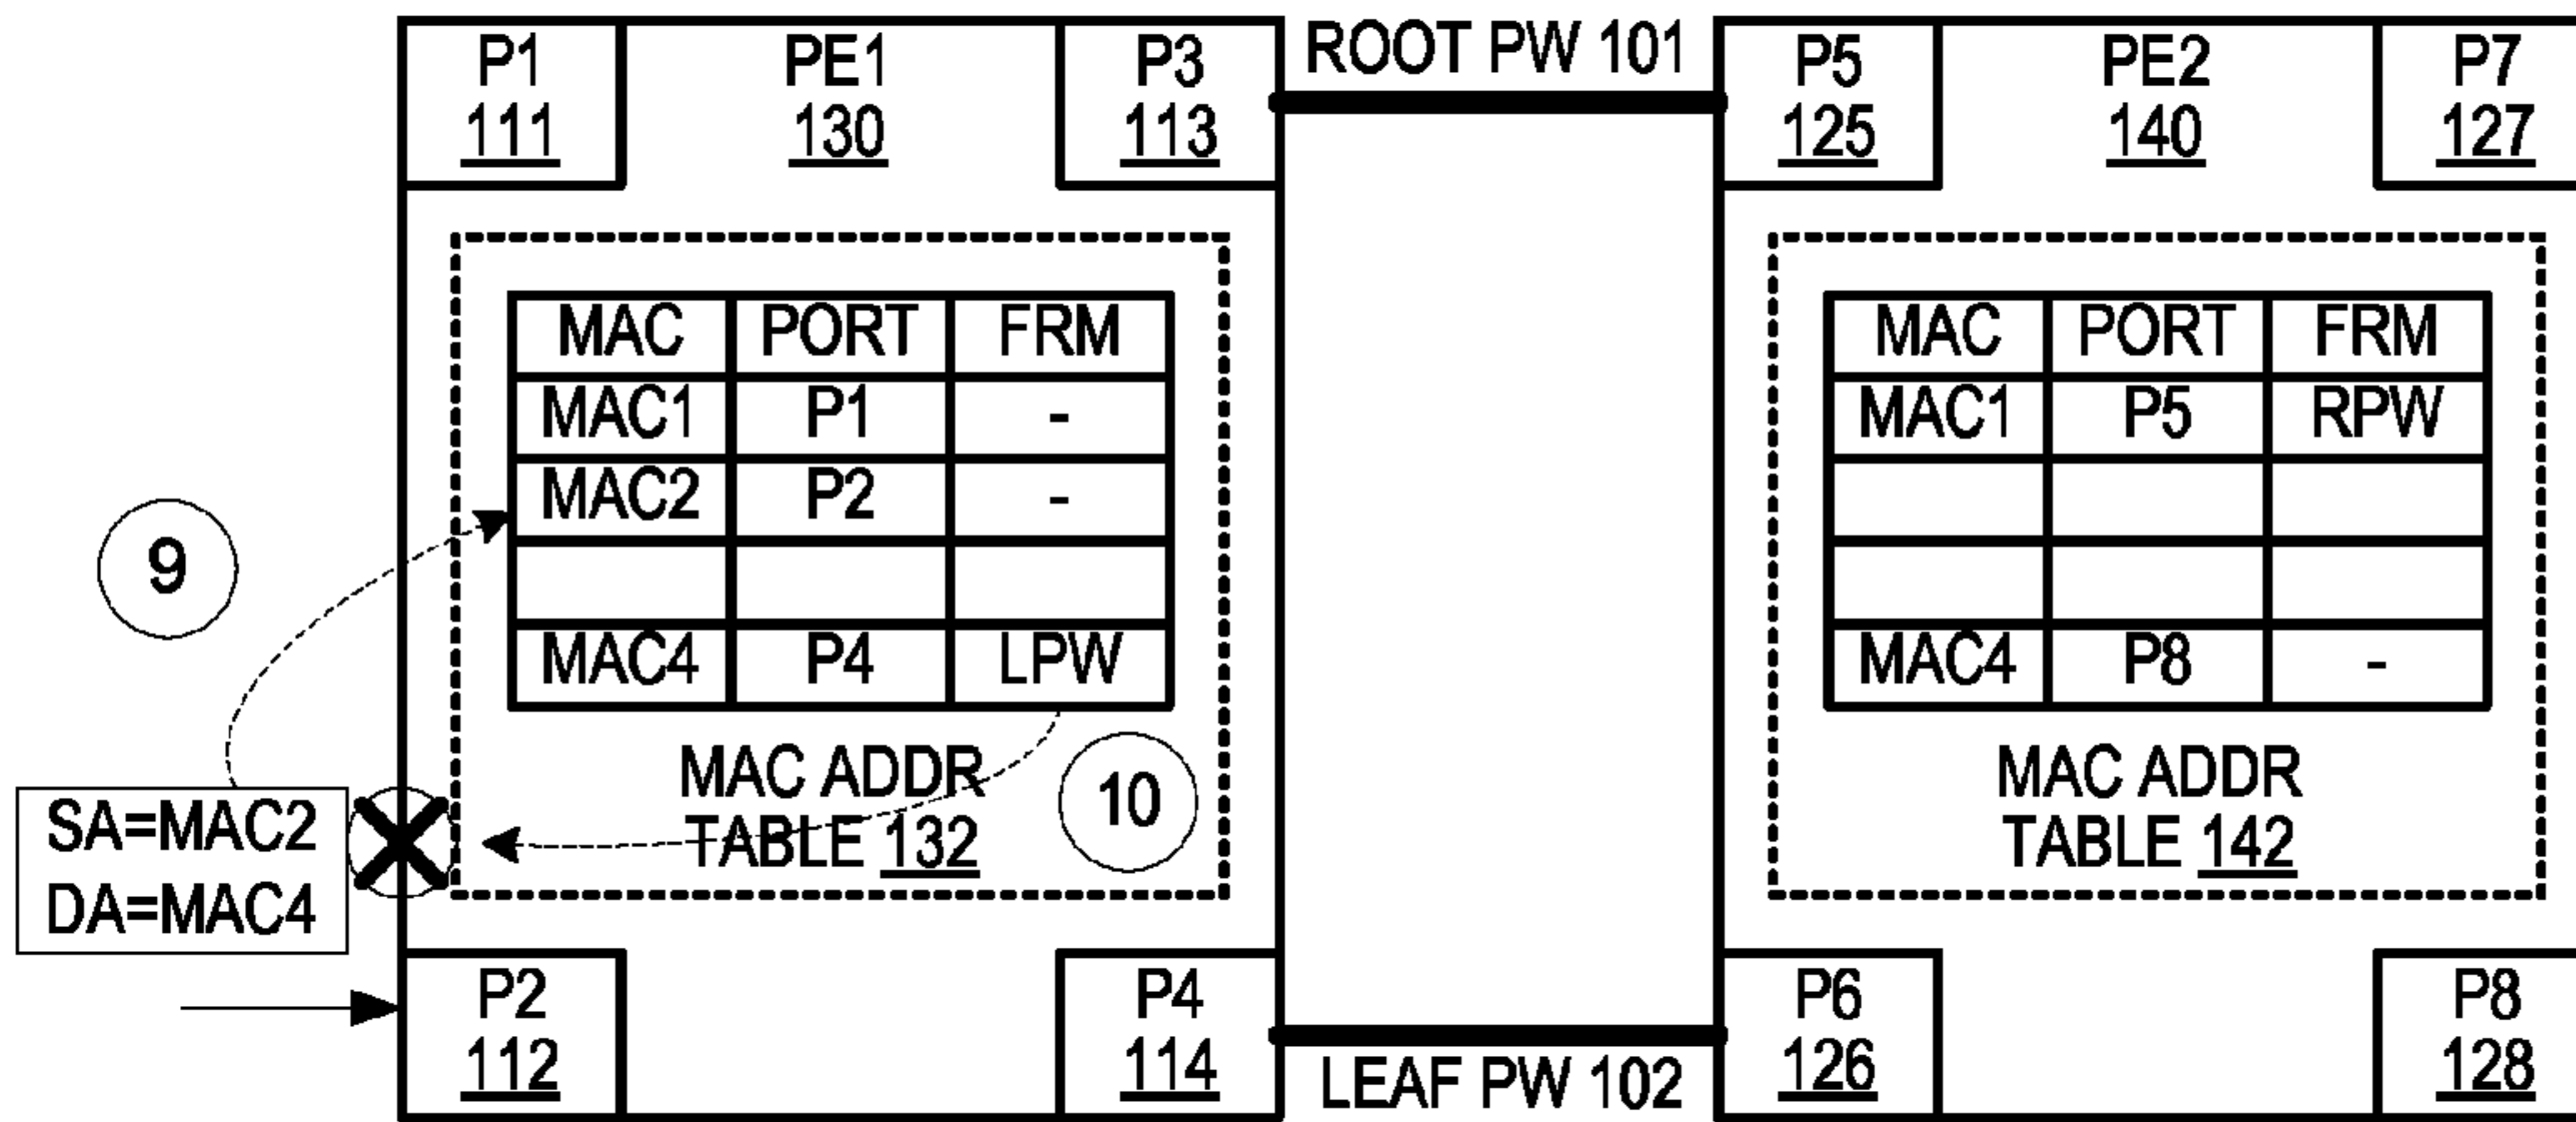 P1 PE1 P3 ROOT PW 101 P5 PE2 P7
111 130 113 125 140 127
MAC PORT FRM MAC PORT FRM
MAC1 P1 - MAC1 P5 RPW
MAC2 P2 -
9
MAC4 P4 LPW MAC4 P8 -
MAC ADDR 10 MAC ADDR
SA=MAC2 TABLE 132 TABLE 142
DA=MAC4
P2 P4 P6 P8
112 114 LEAF PW 102 126 128